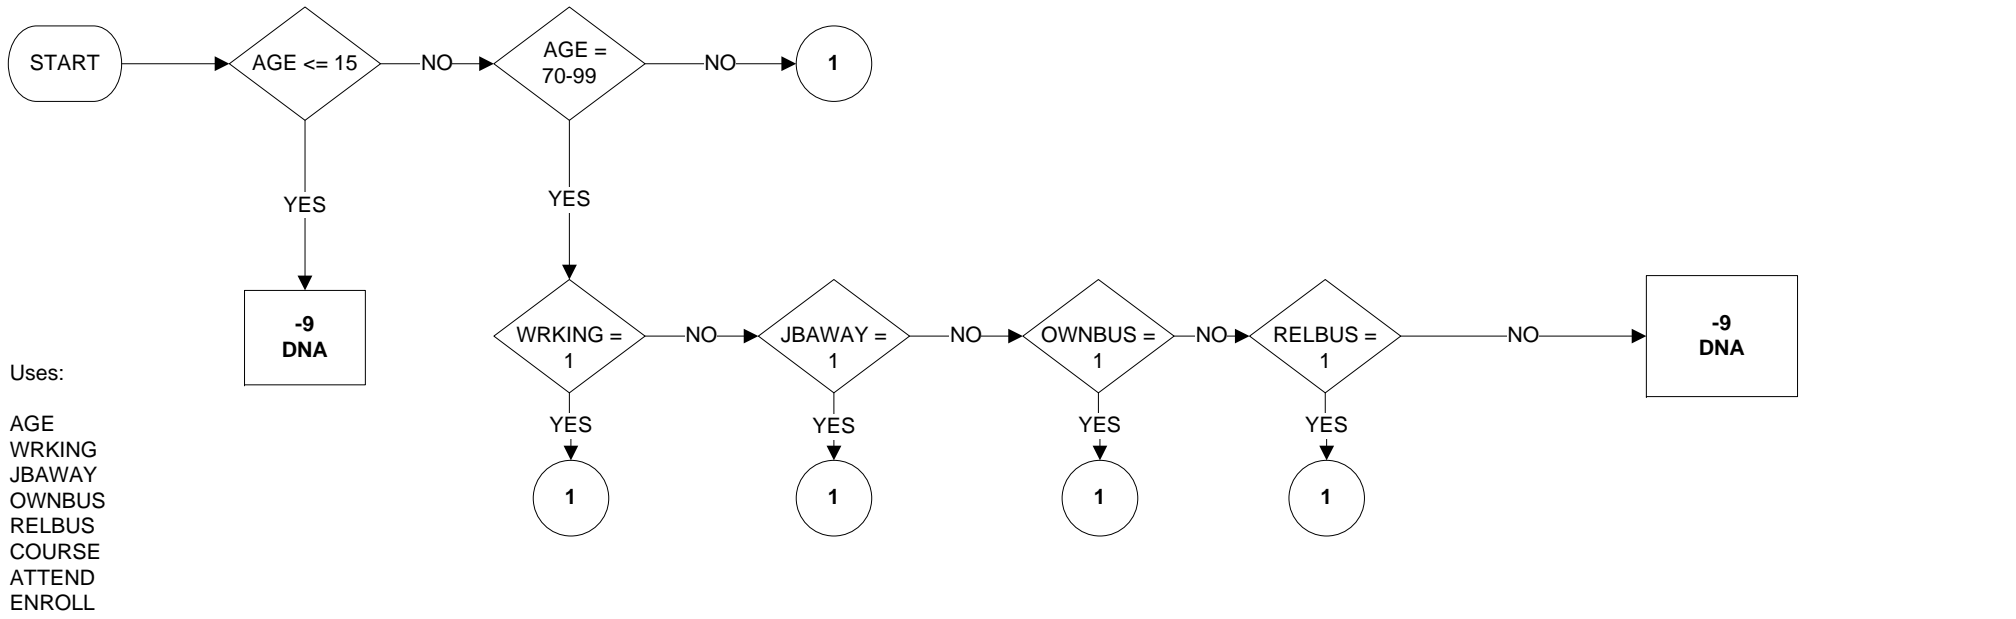 START
AGE <= 15
NO
AGE =
70-99
NO
1
YES
YES
-9
DNA
WRKING =
1
NO
JBAWAY =
1
NO
OWNBUS =
1
NO
RELBUS =
1
NO
-9
DNA
YES
YES
YES
YES
1
1
1
1
Uses:
AGE
WRKING
JBAWAY
OWNBUS
RELBUS
COURSE
ATTEND
ENROLL